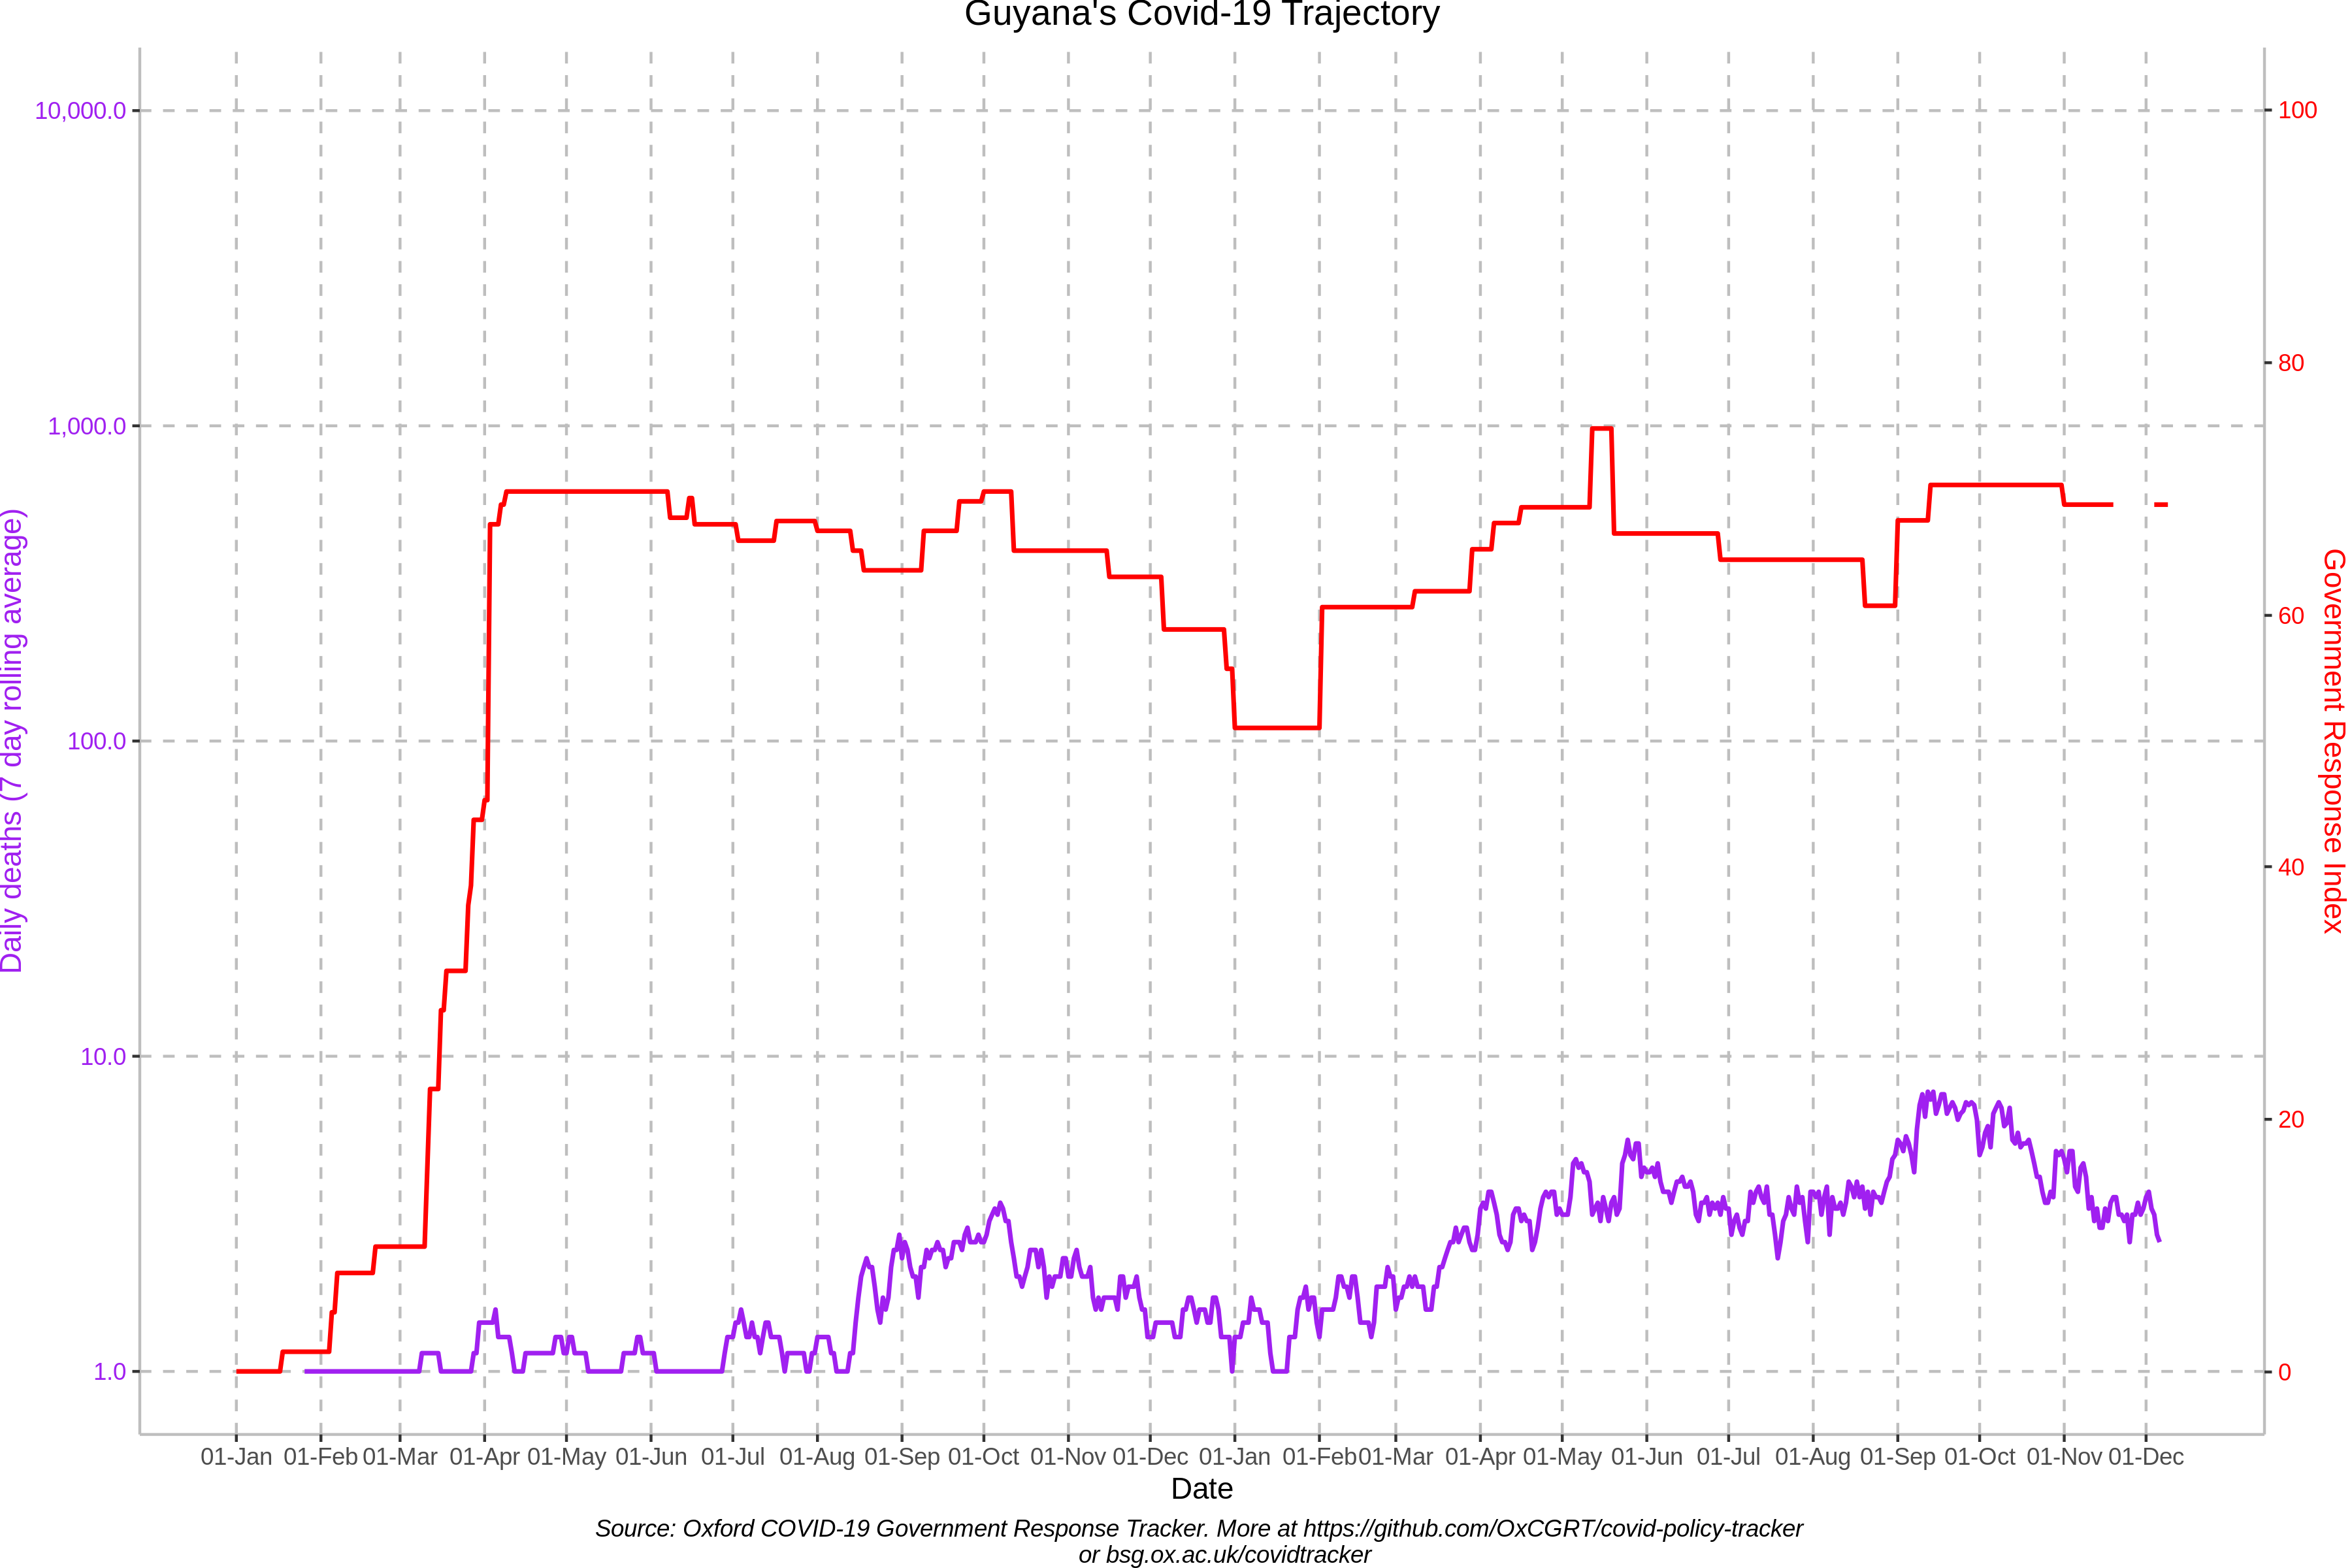 Guyana's Covid-19 Trajectory
10,000.0
1,000.0
100.0
10.0
1.0
Daily deaths (7 day rolling average)
100
80
60
40
20
0
Government Response Index
01-Jan 01-Feb 01-Mar 01-Apr 01-May 01-Jun 01-Jul 01-Aug 01-Sep 01-Oct 01-Nov 01-Dec 01-Jan 01-Feb 01-Mar 01-Apr 01-May 01-Jun 01-Jul 01-Aug 01-Sep 01-Oct 01-Nov 01-Dec
Date
Source: Oxford COVID-19 Government Response Tracker. More at https://github.com/OxCGRT/covid-policy-tracker
or bsg.ox.ac.uk/covidtracker